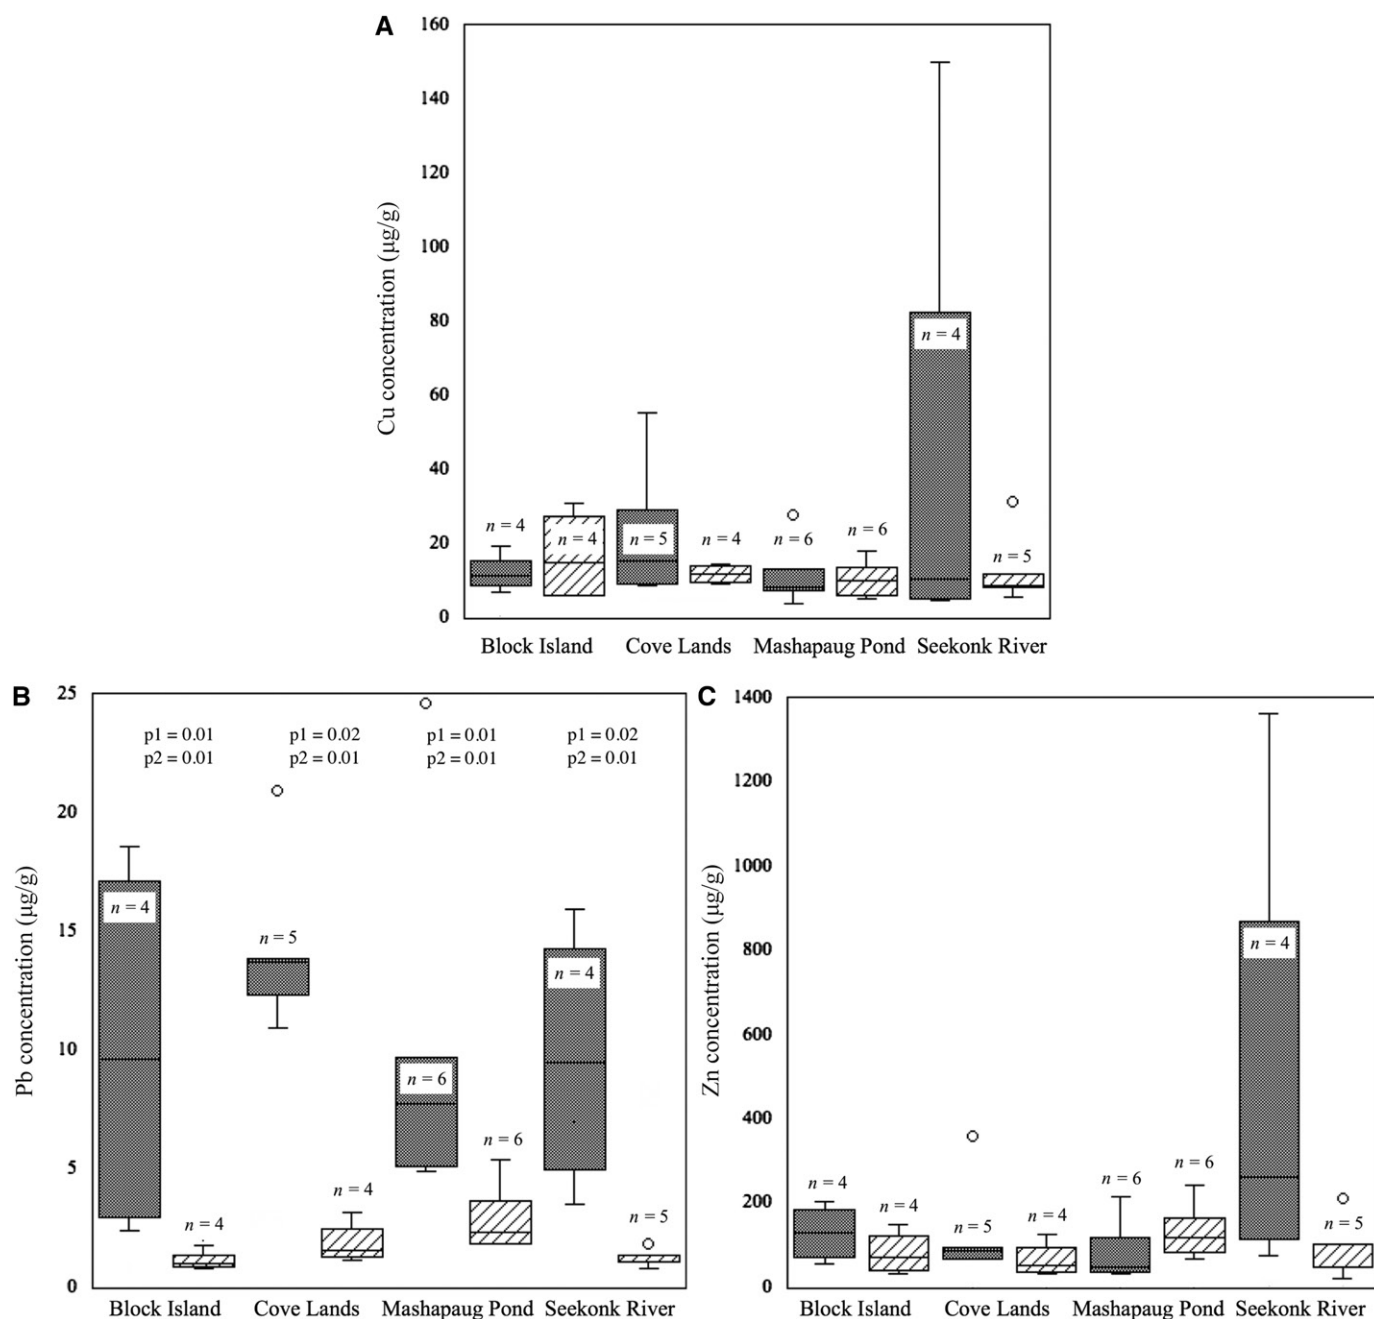 A
Cu concentration (µg/g)
160
140
120
100
80
60
40
20
0
n = 4
n = 4
n = 5
n = 4
n = 6
n = 6
n = 4
n = 5
Block Island
Cove Lands
Mashapaug Pond
Seekonk River
B
Pb concentration (µg/g)
25
20
15
10
5
0
p1 = 0.01
p2 = 0.01
p1 = 0.02
p2 = 0.01
p1 = 0.01
p2 = 0.01
p1 = 0.02
p2 = 0.01
n = 4
n = 4
n = 5
n = 4
n = 6
n = 6
n = 4
n = 5
Block Island
Cove Lands
Mashapaug Pond
Seekonk River
C
Zn concentration (µg/g)
1400
1200
1000
800
600
400
200
0
n = 4
n = 4
n = 5
n = 4
n = 6
n = 6
n = 4
n = 5
Block Island
Cove Lands
Mashapaug Pond
Seekonk River